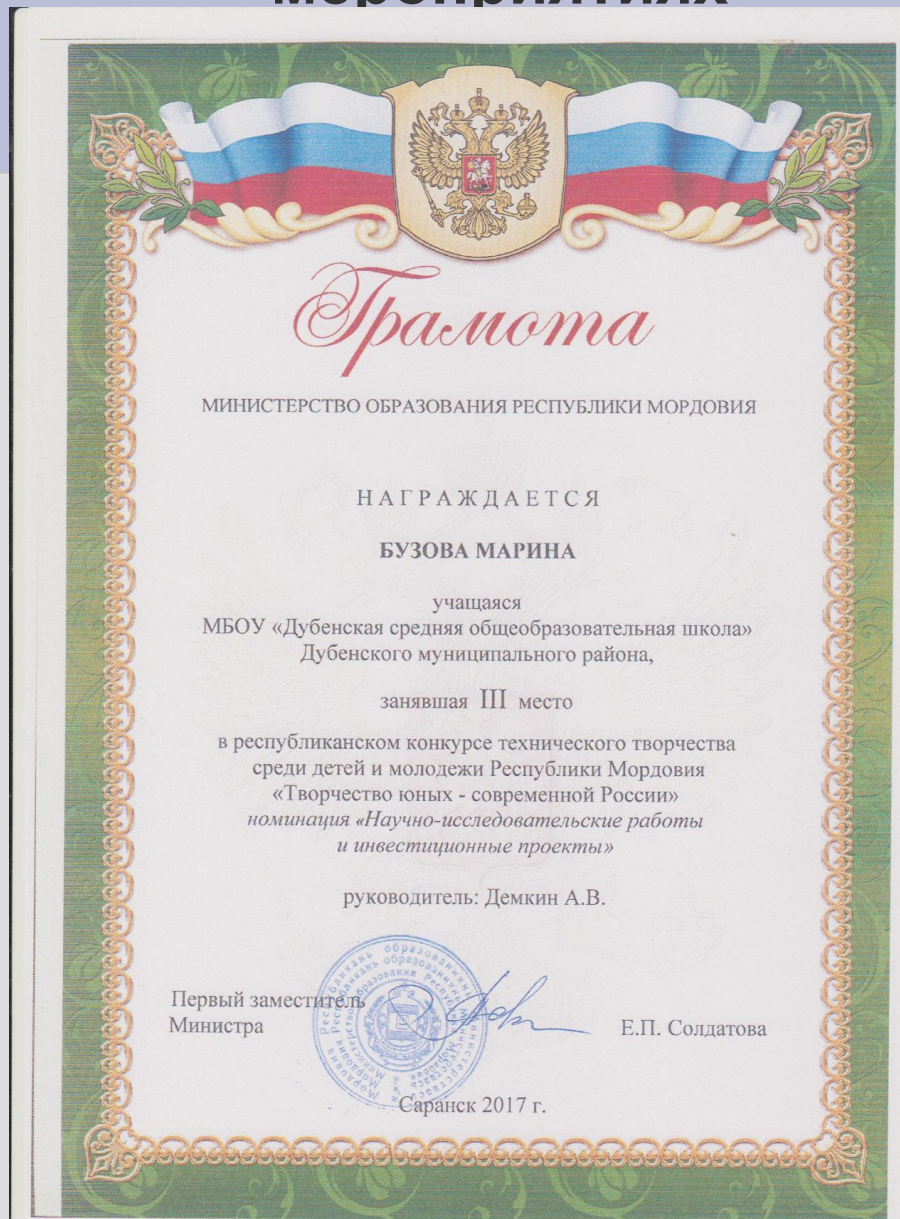 мероприятиях
Грамота
МИНИСТЕРСТВО ОБРАЗОВАНИЯ РЕСПУБЛИКИ МОРДОВИЯ
НАГРАЖДАЕТСЯ
БУЗОВА МАРИНА
учащаяся
МБОУ «Дубенская средняя общеобразовательная школа»
Дубенского муниципального района,
занявшая III место
в республиканском конкурсе технического творчества
среди детей и молодежи Республики Мордовия
«Творчество юных - современной России»
номинация «Научно-исследовательские работы
и инвестиционные проекты»
руководитель: Демкин А.В.
Первый заместитель
Министра
Е.П. Солдатова
Саранск 2017 г.